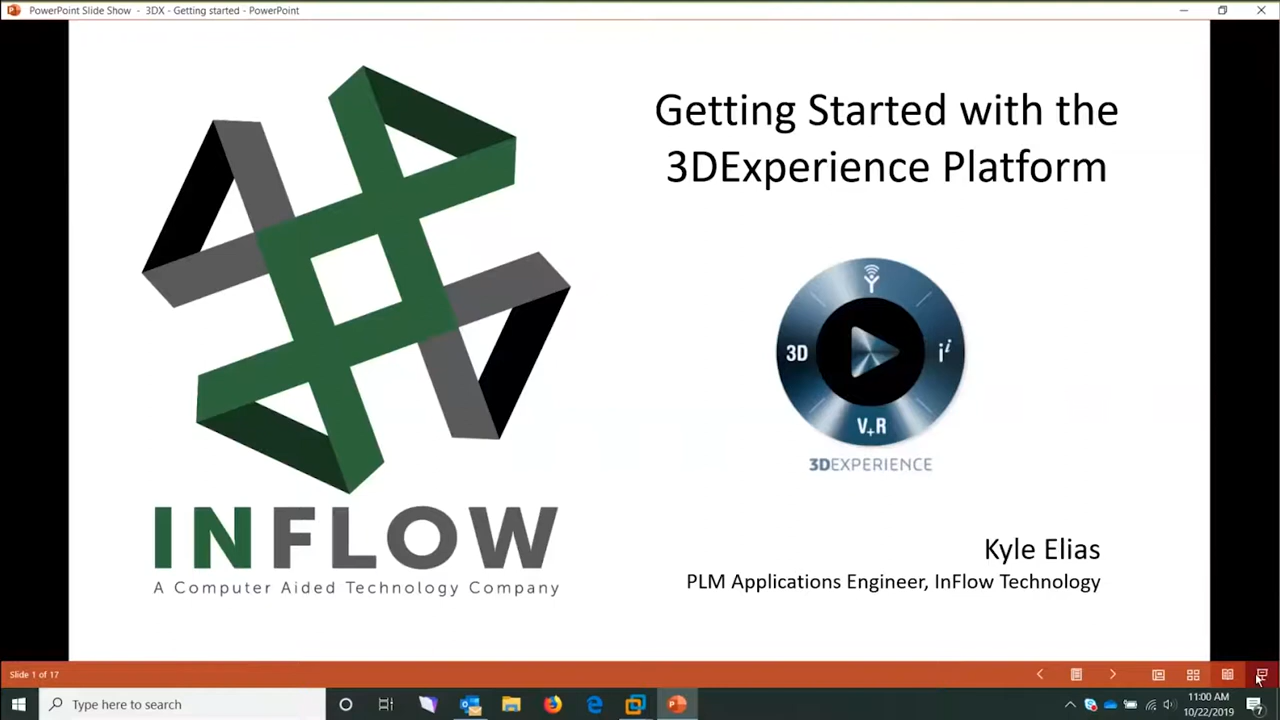 PowerPoint Slide Show - 3DX - Getting started - PowerPoint
Getting Started with the
3DExperience Platform
3D
V+R
3DEXPERIENCE
INFLOW
A Computer Aided Technology Company
Kyle Elias
PLM Applications Engineer, InFlow Technology
Slide 1 of 17
Type here to search
11:00 AM
10/22/2019
7